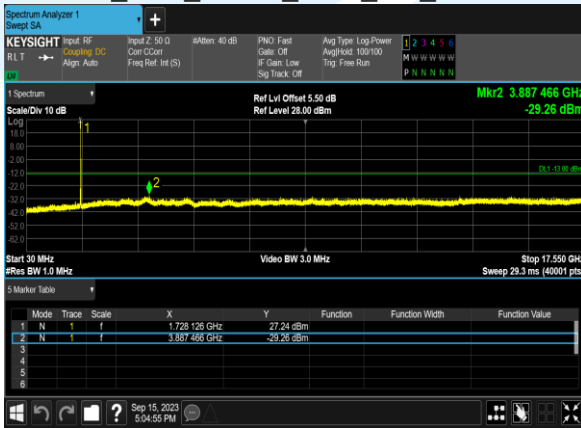 Spectrum Analyzer 1
Swept SA
+
KEYSIGHT Input: RF Input Z: 50 Ω #Atten: 40 dB PNO: Fast Avg Type: Log-Power 1 2 3 4 5 6
RLT Coupling: DC Corr CCorr Gate: Off Avg|Hold: 100/100 M W W W W W
Align: Auto Freq Ref: Int (S) IF Gain: Low Trig: Free Run P N N N N N
Sig Track: Off
1 Spectrum Ref Lvl Offset 5.50 dB Mkr2 3.887 466 GHz
Scale/Div 10 dB Ref Level 28.00 dBm -29.26 dBm
Log
1
18.0
8.00
-2.00
DL1 -13.00 dBm
-12.0
2
-22.0
-32.0
-42.0
-52.0
-62.0
Start 30 MHz Video BW 3.0 MHz Stop 17.550 GHz
#Res BW 1.0 MHz Sweep 29.3 ms (40001 pts)
5 Marker Table
Mode Trace Scale X Y Function Function Width Function Value
1 N 1 f 1.728 126 GHz 27.24 dBm
2 N 1 f 3.887 466 GHz -29.26 dBm
3
4
5
6
? Sep 15, 2023
5:04:55 PM